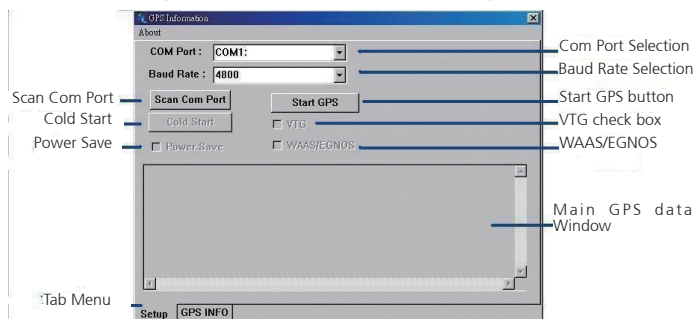 GPS Information
About
COM Port : COM1: Com Port Selection
Baud Rate : 4800 Baud Rate Selection
Scan Com Port Scan Com Port Start GPS Start GPS button
Cold Start Cold Start VTG VTG check box
Power Save Power Save WAAS/EGNOS WAAS/EGNOS
Main GPS data
Window
:Tab Menu
Setup GPS INFO